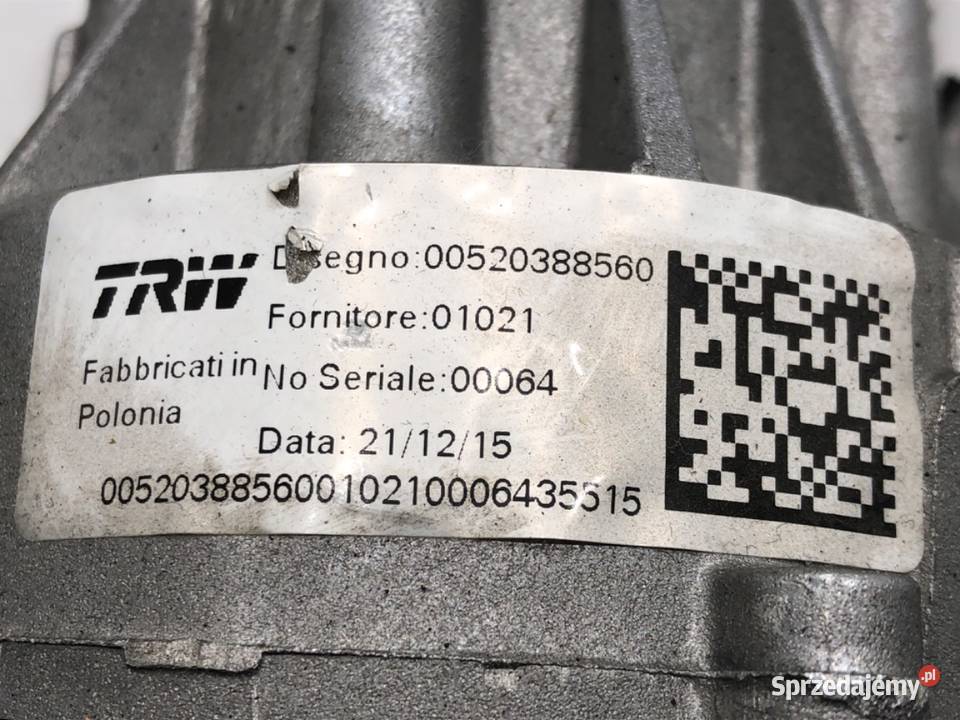 TRW
Disegno:00520388560
Fornitore:01021
Fabbricati in
Polonia
No Seriale:00064
Data: 21/12/15
00520388560010210006435515
Sprzedajemy.pl